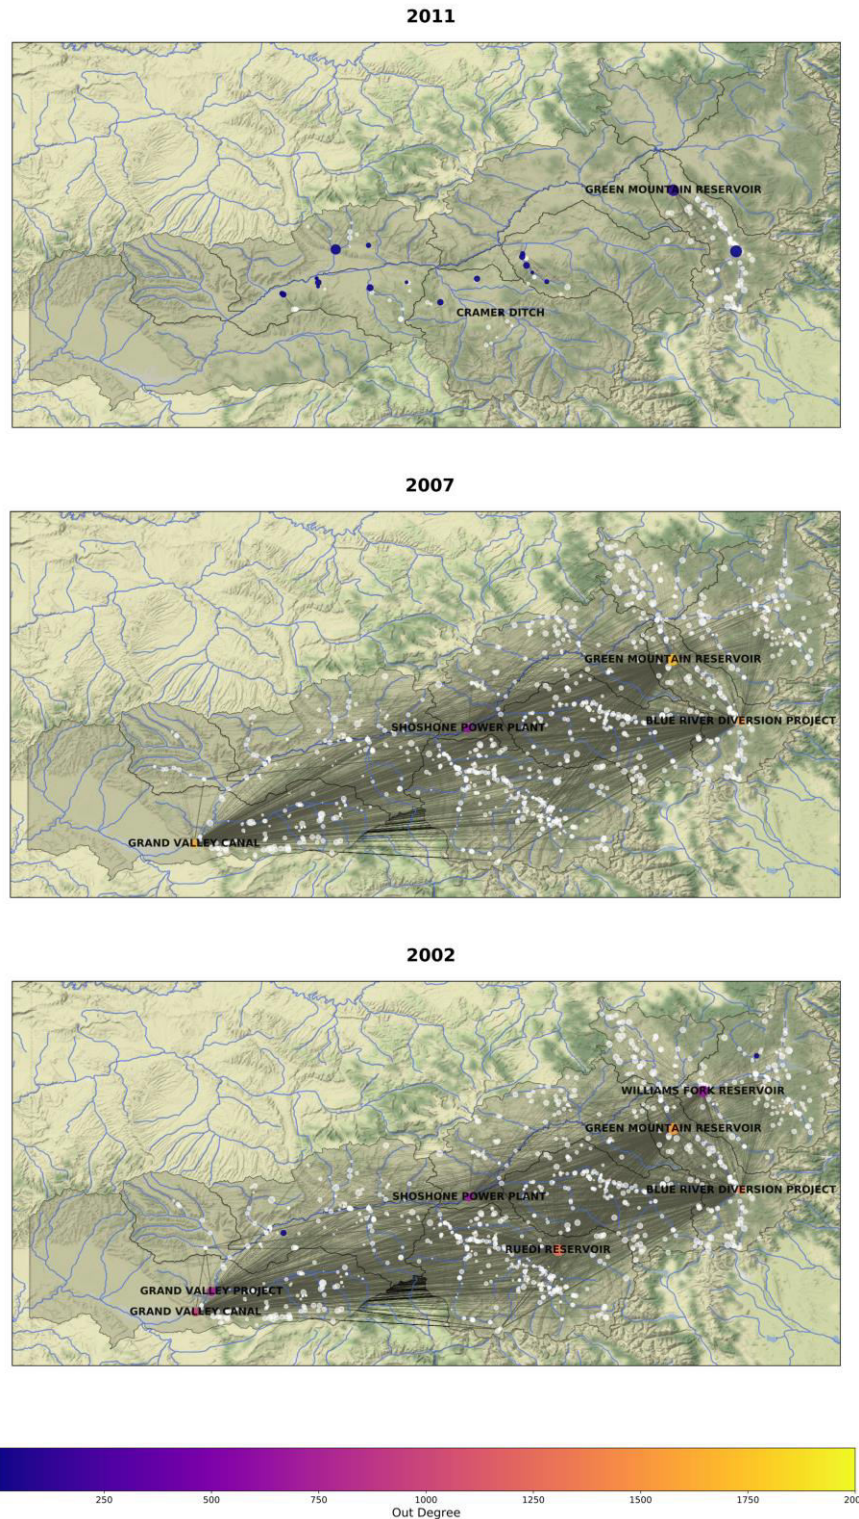 2011
GREEN MOUNTAIN RESERVOIR
CRAMER DITCH
2007
GREEN MOUNTAIN RESERVOIR
BLUE RIVER DIVERSION PROJECT
SHOSHONE POWER PLANT
GRAND VALLEY CANAL
2002
WILLIAMS FORK RESERVOIR
GREEN MOUNTAIN RESERVOIR
BLUE RIVER DIVERSION PROJECT
SHOSHONE POWER PLANT
RUEDI RESERVOIR
GRAND VALLEY PROJECT
GRAND VALLEY CANAL
250 500 750 1000 1250 1500 1750 200
Out Degree